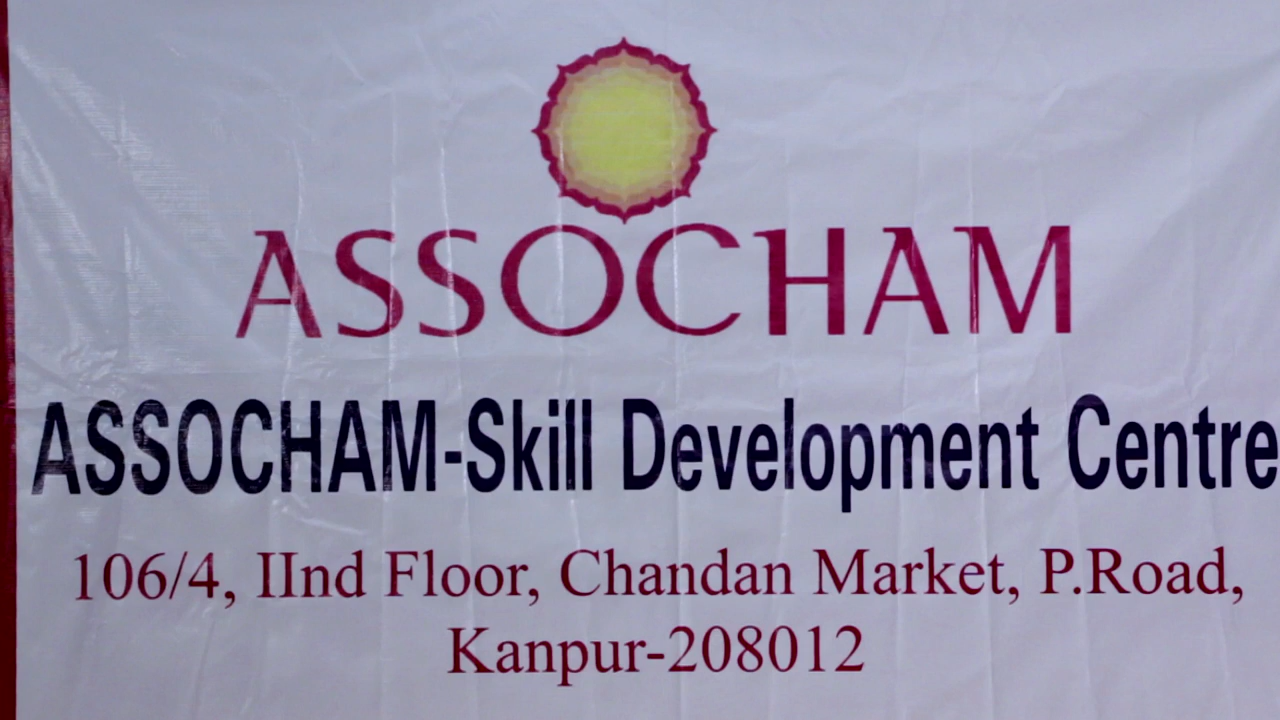 ASSOCHAM
ASSOCHAM-Skill Development Centre
106/4, IInd Floor, Chandan Market, P.Road,
Kanpur-208012